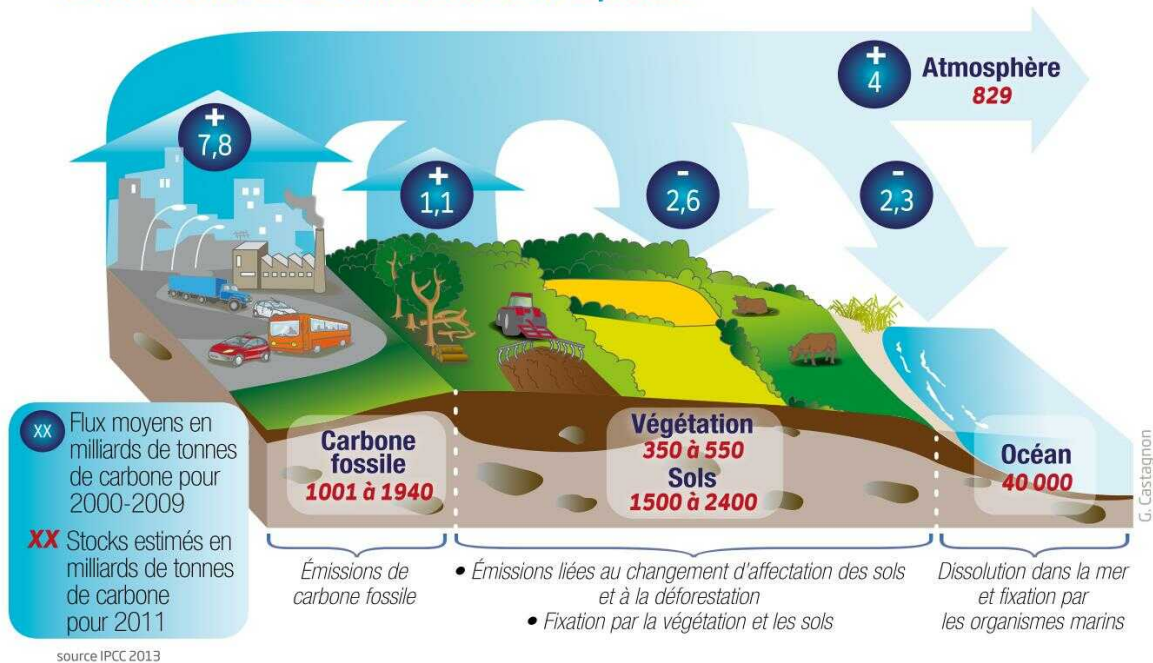 +
4
Atmosphère
829
+
7,8
+
1,1
-
2,6
-
2,3
Carbone
fossile
1001 à 1940
Végétation
350 à 550
Sols
1500 à 2400
Océan
40 000
XX Flux moyens en
milliards de tonnes
de carbone pour
2000-2009
XX Stocks estimés en
milliards de tonnes
de carbone
pour 2011
Émissions de
carbone fossile
• Émissions liées au changement d'affectation des sols
et à la déforestation
• Fixation par la végétation et les sols
Dissolution dans la mer
et fixation par
les organismes marins
G. Castagnon
source IPCC 2013